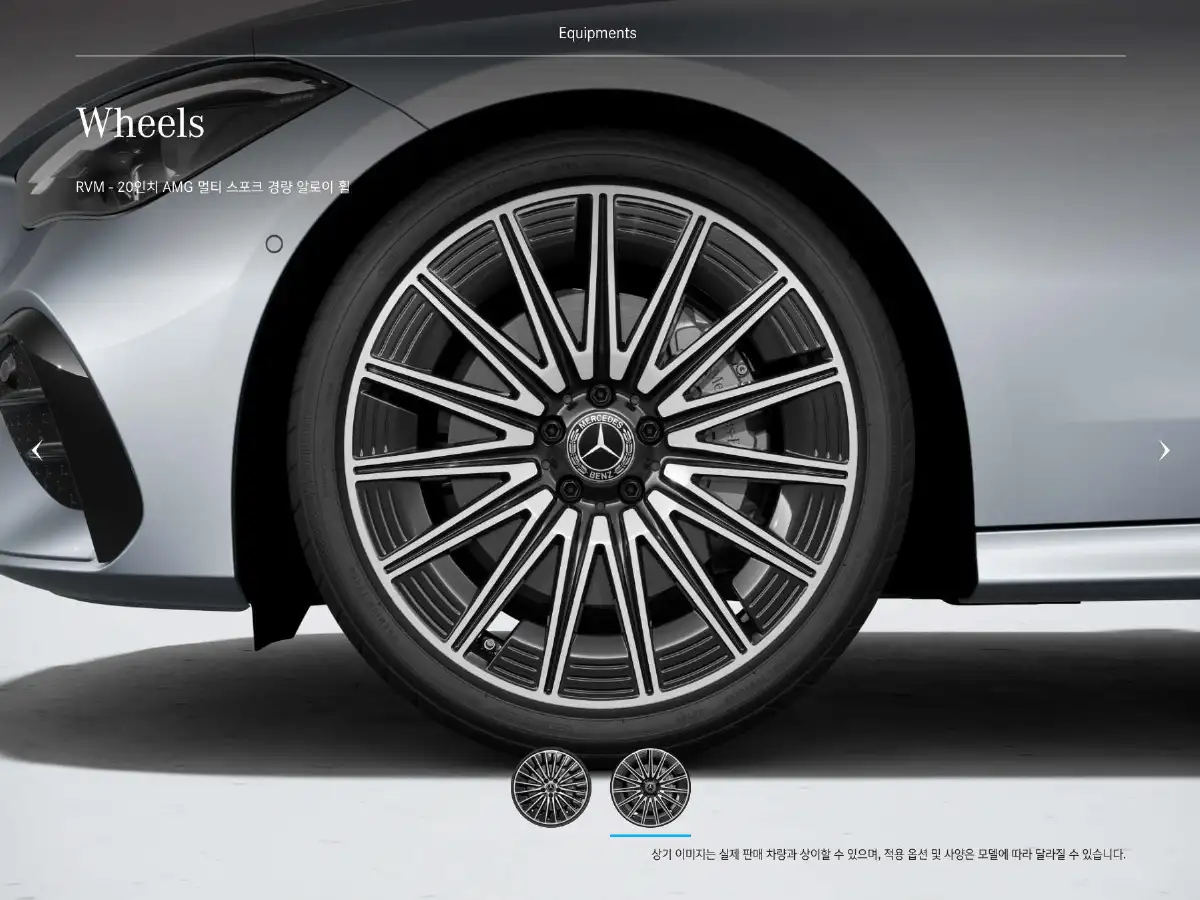 Equipments
Wheels
RVM - 20인치 AMG 멀티 스포크 경량 알로이 휠
MERCEDES
BENZ
상기 이미지는 실제 판매 차량과 상이할 수 있으며, 적용 옵션 및 사양은 모델에 따라 달라질 수 있습니다.